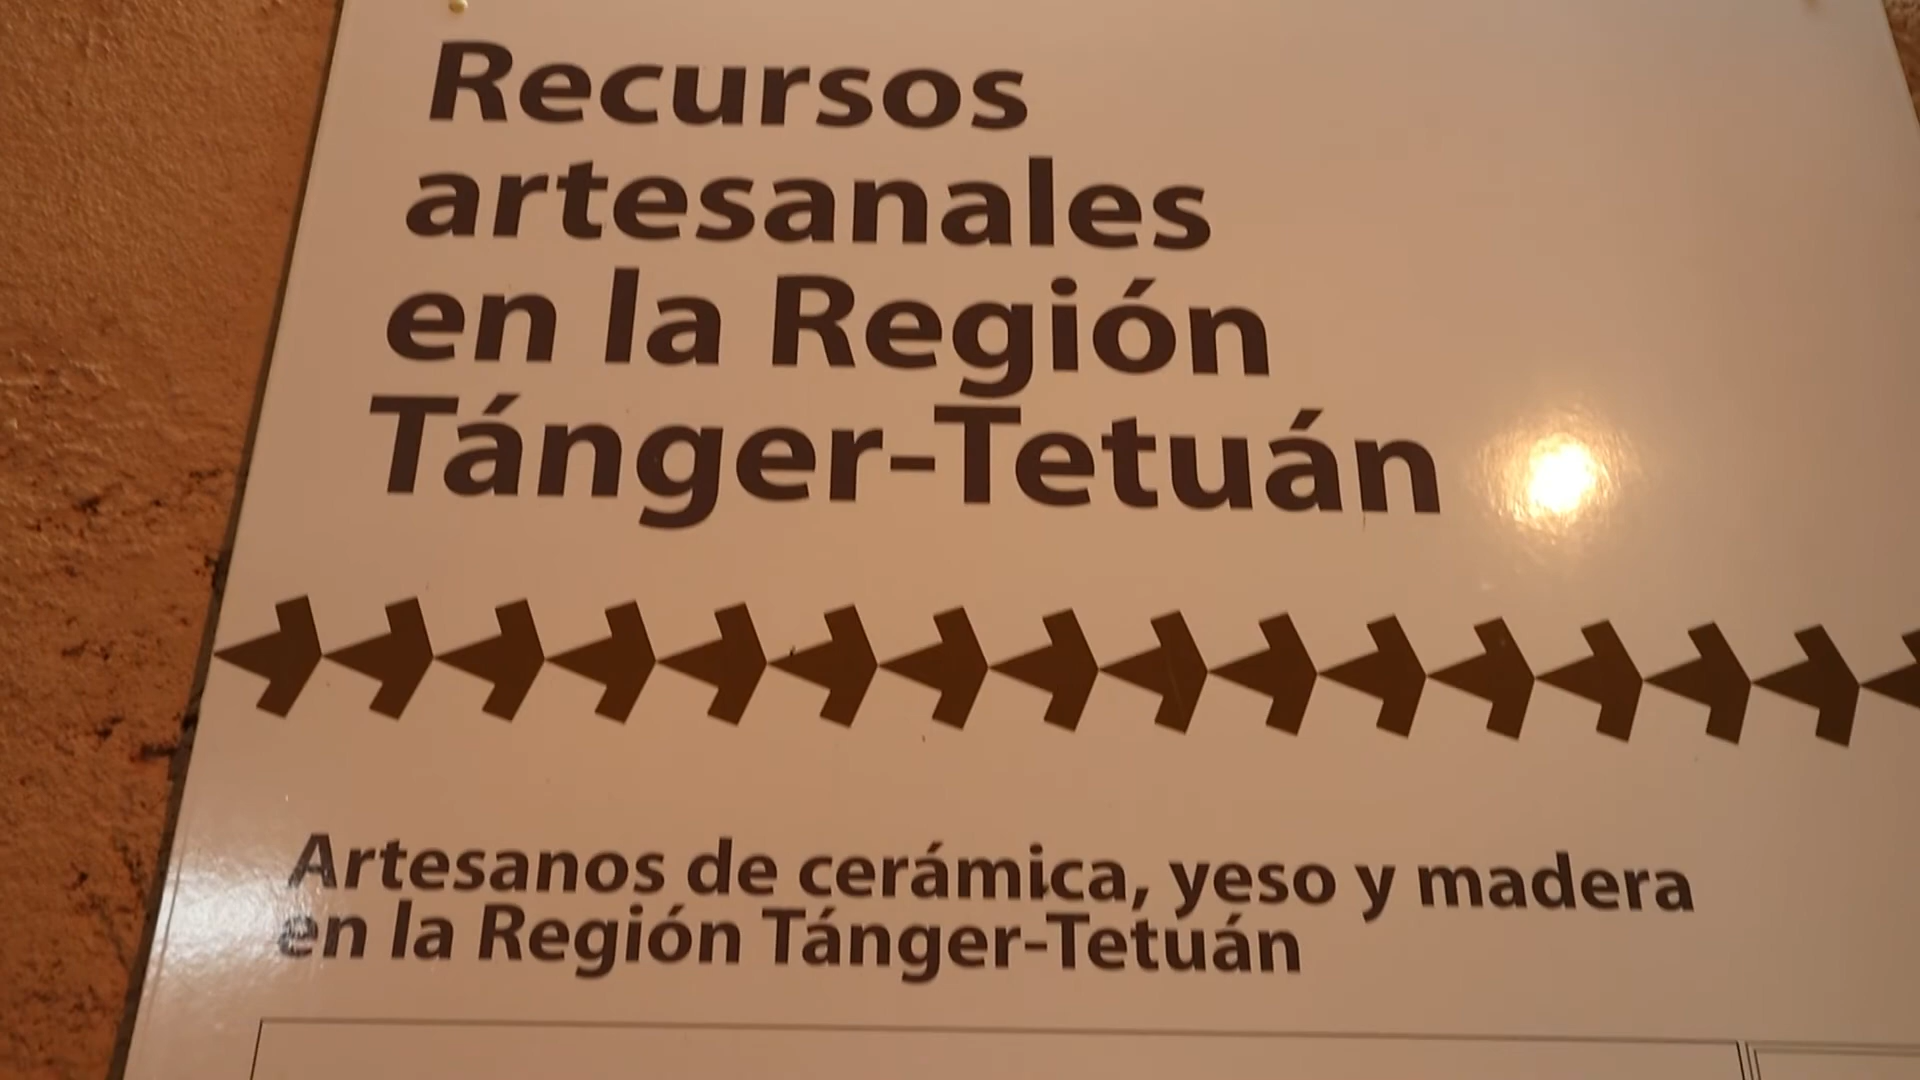 Recursos
artesanales
en la Región
Tánger-Tetuán
Artesanos de cerámica, yeso y madera
en la Región Tánger-Tetuán